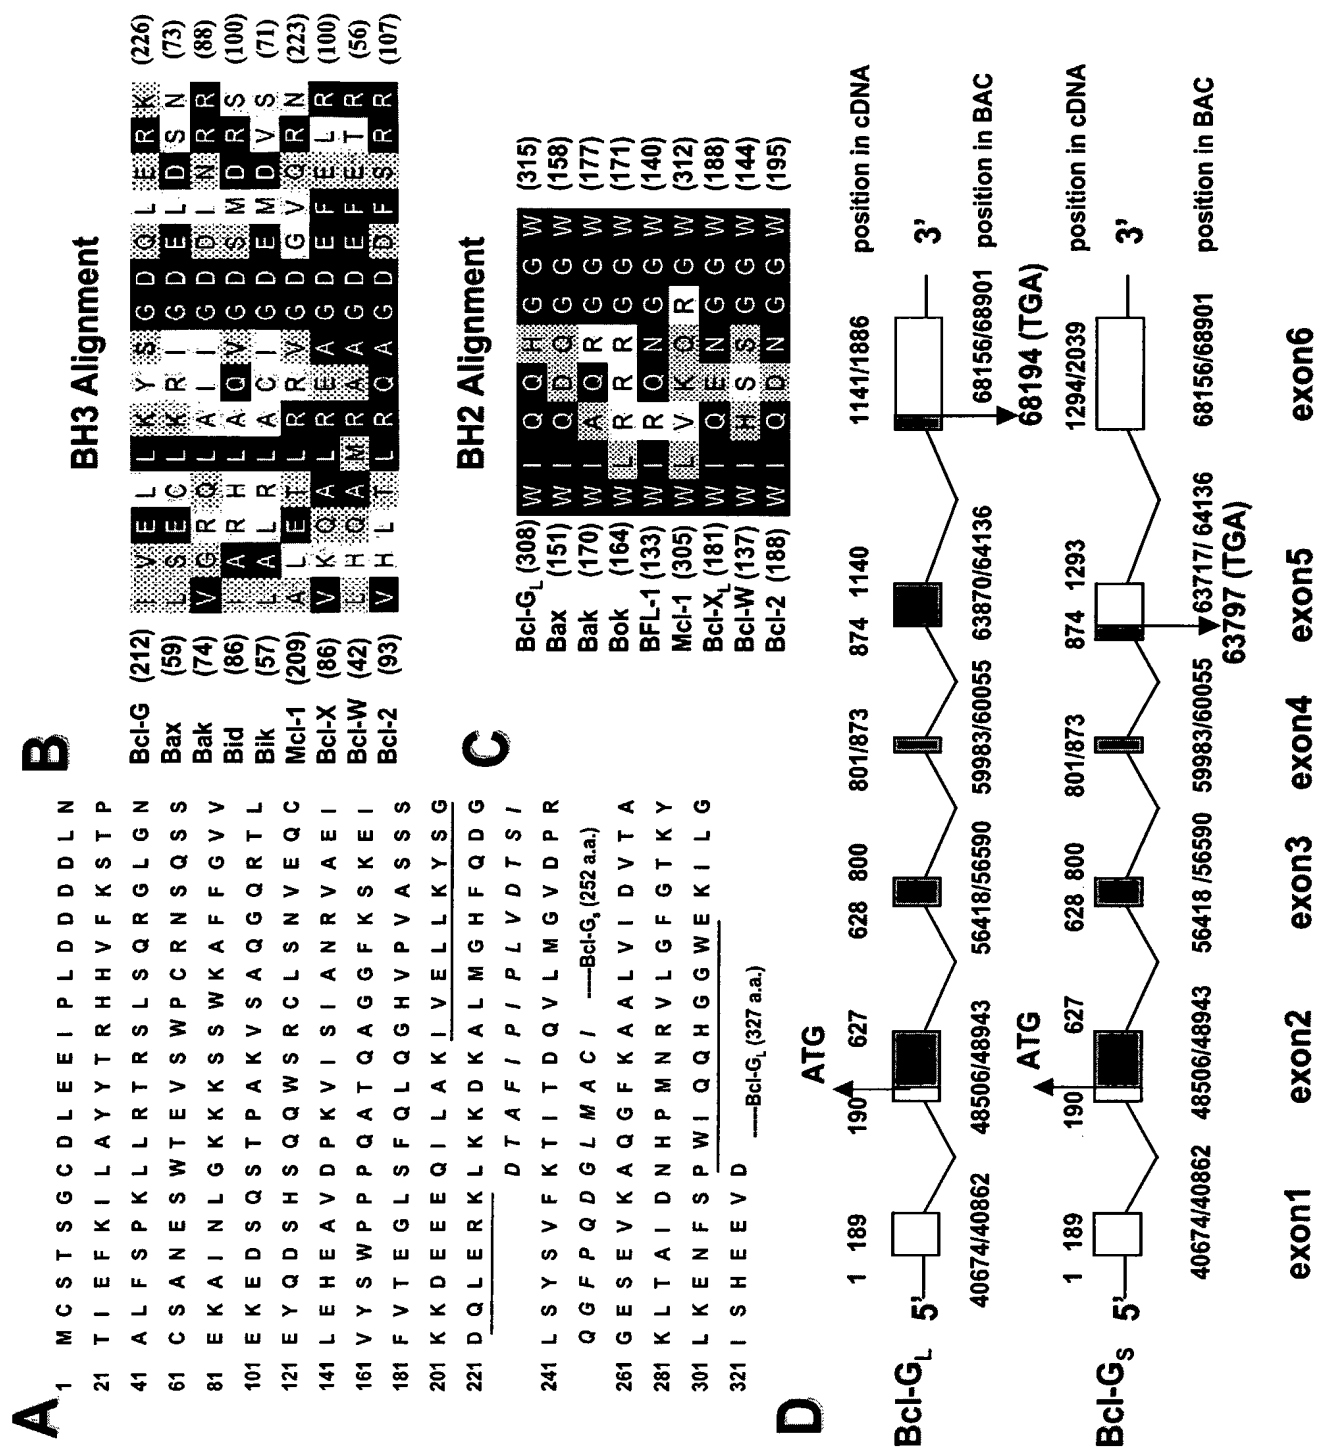 A
1 M C S T S G C D L E E I P L D D D D L N
21 T I E F K I L A Y Y T R H H V F K S T P
41 A L F S P K L L R T R S L S Q R G L G N
61 C S A N E S W T E V S W P C R N S Q S S
81 E K A I N L G K K K S S W K A F F G V V
101 E K E D S Q S T P A K V S A Q G Q R T L
121 E Y Q D S H S Q Q W S R C L S N V E Q C
141 L E H E A V D P K V I S I A N R V A E I
161 V Y S W P P P Q A T Q A G G F K S K E I
181 F V T E G L S F Q L Q G H V P V A S S S
201 K K D E E E Q I L A K I V E L L K Y S G
221 D Q L E R K L K K D K A L M G H F Q D G
D T A F I P I P L V D T S I
241 L S Y S V F K T I T D Q V L M G V D P R
Q G F P Q D G L M A C I ----Bcl-GS (252 a.a.)
261 G E S E V K A Q G F K A A L V I D V T A
281 K L T A I D N H P M N R V L G F G T K Y
301 L K E N F S P W I Q Q H G G W E K I L G
321 I S H E E V D ----Bcl-GL (327 a.a.)
B
BH3 Alignment
Bcl-G (212) I V E L L K Y S G D Q L E R K (226)
Bax (59) L S E C L K R I G D E L D S N (73)
Bak (74) V G R Q L A I I G D D I N R R (88)
Bid (86) I A R H L A Q V G D S M D R S (100)
Bik (57) L A L R L A C I G D E M D V S (71)
Mcl-1 (209) A L E T L R R V G D G V Q R N (223)
Bcl-X (86) V K Q A L R E A G D E F E L R (100)
Bcl-W (42) L H Q A M R A A G D E F E T R (56)
Bcl-2 (93) V H L T L R Q A G D D F S R R (107)
C
BH2 Alignment
Bcl-GL (308) W I Q Q H G G W (315)
Bax (151) W I Q D Q G G W (158)
Bak (170) W I A Q R G G W (177)
Bok (164) W L R R R G G W (171)
BFL-1 (133) W I R Q N G G W (140)
Mcl-1 (305) W L V K Q R G W (312)
Bcl-XL (181) W I Q E N G G W (188)
Bcl-W (137) W I H S S G G W (144)
Bcl-2 (188) W I Q D N G G W (195)
D
ATG
1 189 190 627 628 800 801/873 874 1140 1141/1886 position in cDNA
Bcl-GL 5' 3'
40674/40862 48506/48943 56418/56590 59983/60055 63870/64136 68156/68901 position in BAC
68194 (TGA)
ATG
1 189 190 627 628 800 801/873 874 1293 1294/2039 position in cDNA
Bcl-GS 5' 3'
40674/40862 48506/48943 56418 /56590 59983/60055 63717/ 64136 68156/68901 position in BAC
63797 (TGA)
exon1 exon2 exon3 exon4 exon5 exon6